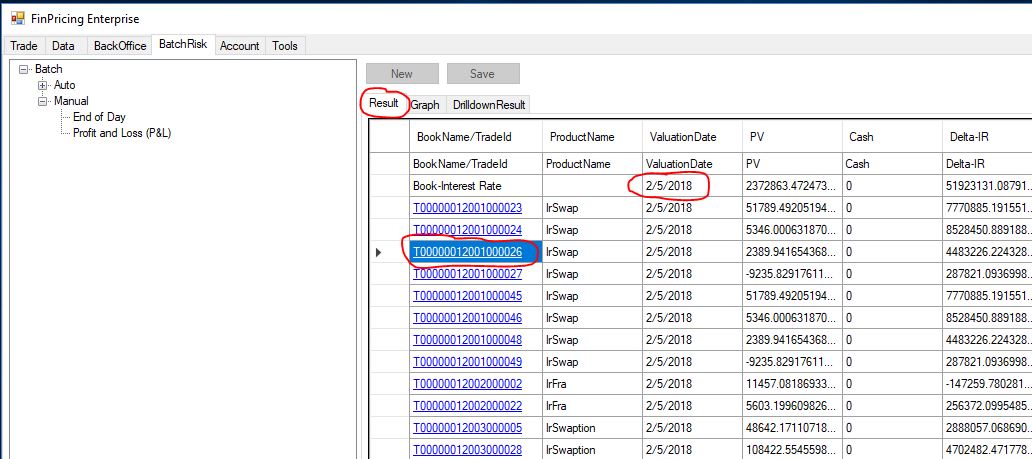 FinPricing Enterprise
Trade Data BackOffice BatchRisk Account Tools
Batch
Auto
Manual
End of Day
Profit and Loss (P&L)
New Save
Result Graph DrilldownResult
BookName/TradeId ProductName ValuationDate PV Cash Delta-IR
BookName/TradeId ProductName ValuationDate PV Cash Delta-IR
Book-Interest Rate 2/5/2018 2372863.472473... 0 51923131.08791...
T00000012001000023 IrSwap 2/5/2018 51789.49205194... 0 7770885.191551...
T00000012001000024 IrSwap 2/5/2018 5346.000631870... 0 8528450.889188...
T00000012001000026 IrSwap 2/5/2018 2389.941654368... 0 4483226.224328...
T00000012001000027 IrSwap 2/5/2018 -9235.82917611... 0 287821.0936998...
T00000012001000045 IrSwap 2/5/2018 51789.49205194... 0 7770885.191551...
T00000012001000046 IrSwap 2/5/2018 5346.000631870... 0 8528450.889188...
T00000012001000048 IrSwap 2/5/2018 2389.941654368... 0 4483226.224328...
T00000012001000049 IrSwap 2/5/2018 -9235.82917611... 0 287821.0936998...
T00000012002000002 IrFra 2/5/2018 11457.08186933... 0 -147259.780281...
T00000012002000022 IrFra 2/5/2018 5603.199609826... 0 256372.0995485...
T00000012003000005 IrSwaption 2/5/2018 48642.17110718... 0 2888057.068690...
T00000012003000028 IrSwaption 2/5/2018 108422.5545598... 0 4702482.471778...